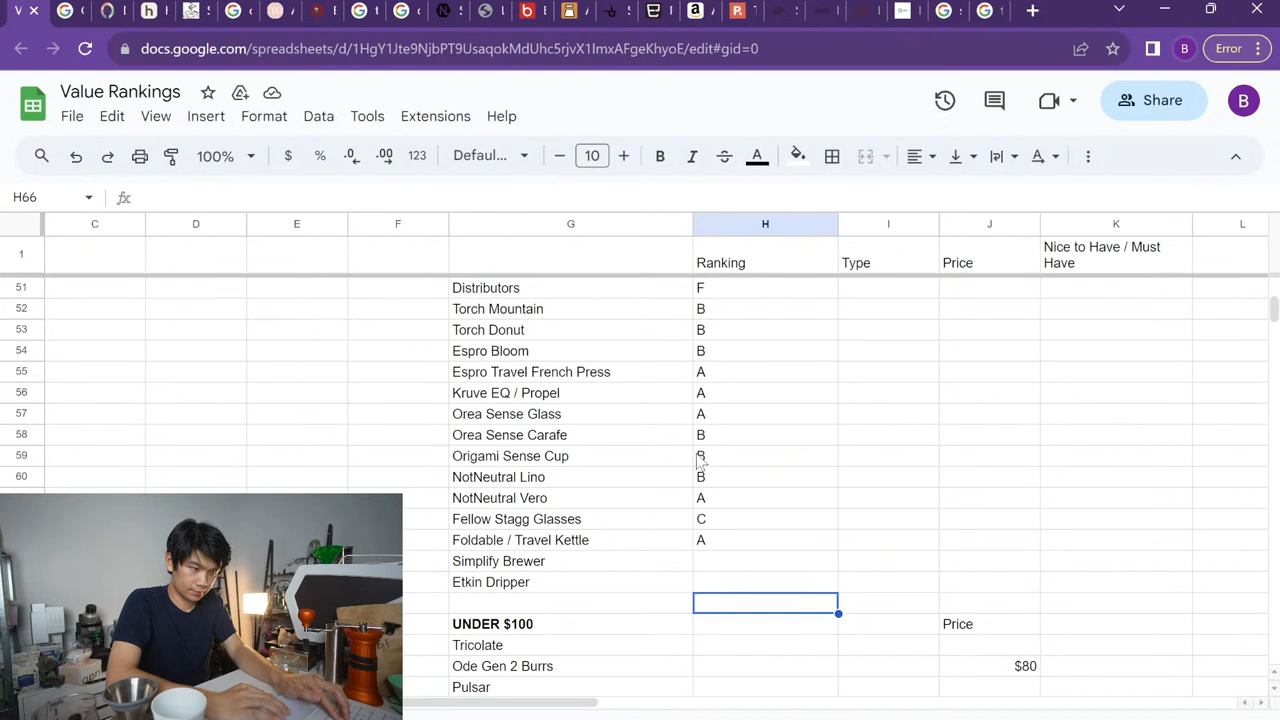 docs.google.com/spreadsheets/d/1HgY1Jte9NjbPT9UsaqokMdUhc5rjvX1ImxAFgeKhyoE/edit#gid=0
B
Error
Value Rankings
File Edit View Insert Format Data Tools Extensions Help
Share
B
100% $ % .0 .00 123 Defaul... 10 B I A
H66 fx
C D E F G H I J K L
1 Ranking Type Price Nice to Have / Must Have
51 Distributors F
52 Torch Mountain B
53 Torch Donut B
54 Espro Bloom B
55 Espro Travel French Press A
56 Kruve EQ / Propel A
57 Orea Sense Glass A
58 Orea Sense Carafe B
59 Origami Sense Cup
60 NotNeutral Lino B
NotNeutral Vero A
Fellow Stagg Glasses C
Foldable / Travel Kettle A
Simplify Brewer
Etkin Dripper
UNDER $100 Price
Tricolate
Ode Gen 2 Burrs $80
Pulsar